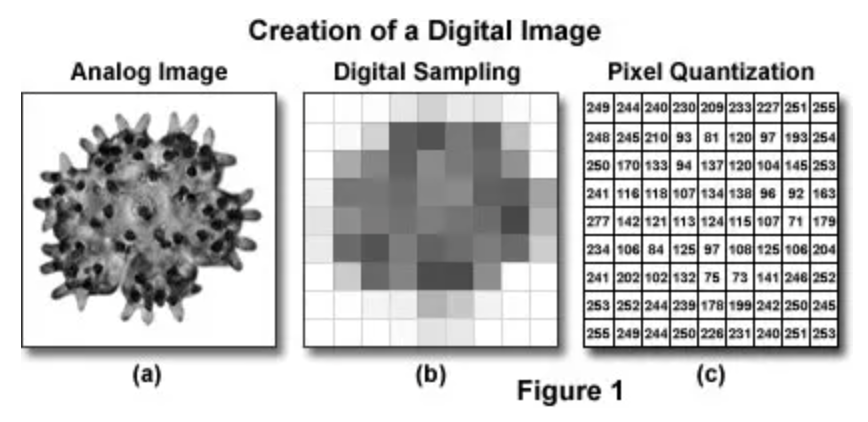 Creation of a Digital Image
Analog Image Digital Sampling Pixel Quantization
249 244 240 230 209 233 227 251 255
248 245 210 93 81 120 97 193 254
250 170 133 94 137 120 104 145 253
241 116 118 107 134 138 96 92 163
277 142 121 113 124 115 107 71 179
234 106 84 125 97 108 125 106 204
241 202 102 132 75 73 141 246 252
253 252 244 239 178 199 242 250 245
255 249 244 250 226 231 240 251 253
(a) (b) (c)
Figure 1